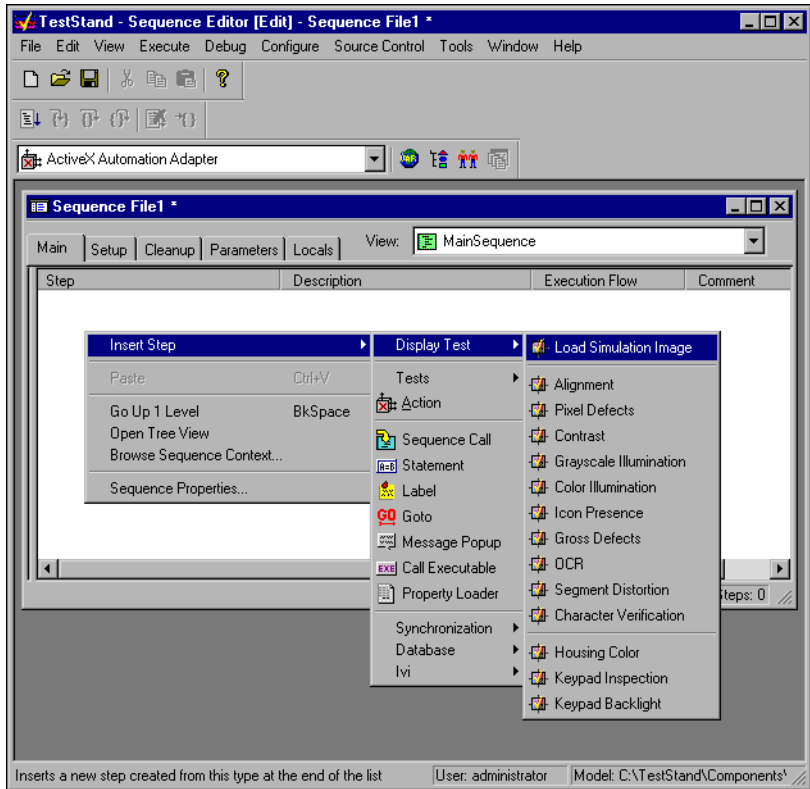 TestStand - Sequence Editor [Edit] - Sequence File1 *
File Edit View Execute Debug Configure Source Control Tools Window Help
ActiveX Automation Adapter
Sequence File1 *
Main Setup Cleanup Parameters Locals View: MainSequence
Step Description Execution Flow Comment
Insert Step
Paste Ctrl+V
Go Up 1 Level BkSpace
Open Tree View
Browse Sequence Context...
Sequence Properties...
Display Test
Tests
Action
Sequence Call
A=B Statement
Label
GO Goto
Message Popup
EXE Call Executable
Property Loader
Synchronization
Database
Ivi
Load Simulation Image
Alignment
Pixel Defects
Contrast
Grayscale Illumination
Color Illumination
Icon Presence
Gross Defects
OCR
Segment Distortion
Character Verification
Housing Color
Keypad Inspection
Keypad Backlight
Steps: 0
Inserts a new step created from this type at the end of the list User: administrator Model: C:\TestStand\Components\